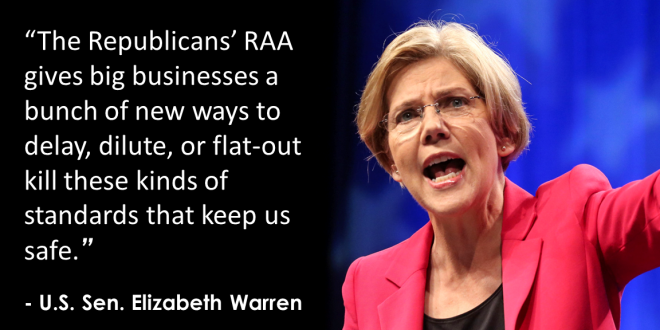 “The Republicans’ RAA
gives big businesses a
bunch of new ways to
delay, dilute, or flat-out
kill these kinds of
standards that keep us
safe.”
- U.S. Sen. Elizabeth Warren